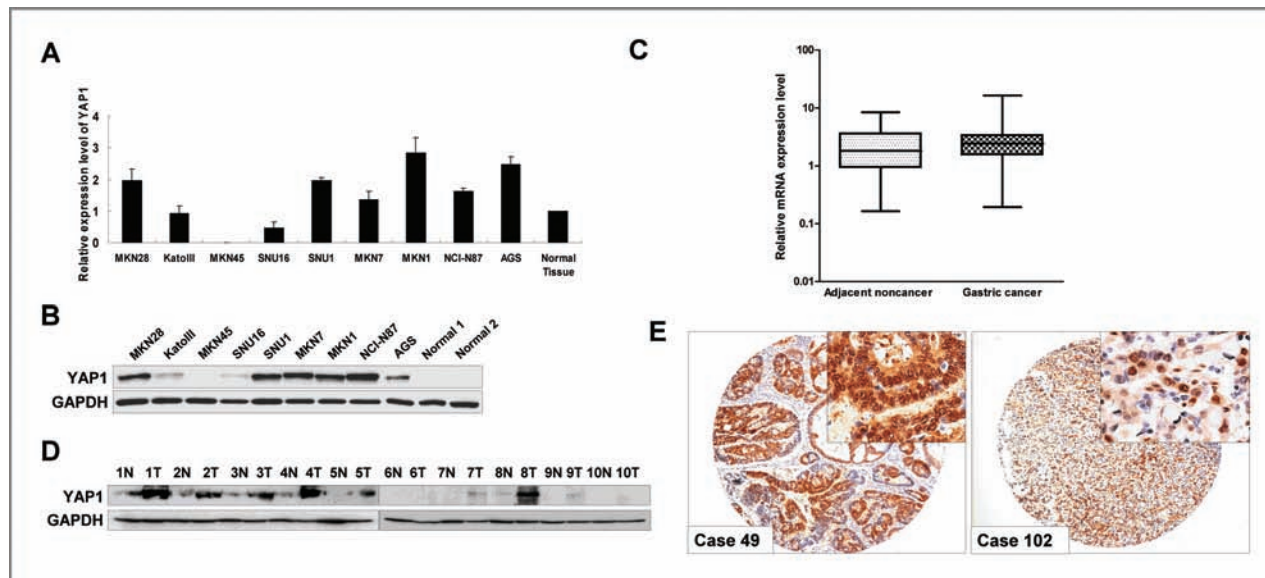 A
Relative expression level of YAP1
4
3
2
1
0
MKN28 KatoIII MKN45 SNU16 SNU1 MKN7 MKN1 NCI-N87 AGS Normal Tissue
B
MKN28 KatoIII MKN45 SNU16 SNU1 MKN7 MKN1 NCI-N87 AGS Normal 1 Normal 2
YAP1
GAPDH
C
Relative mRNA expression level
100
10
1
0.1
0.01
Adjacent noncancer Gastric cancer
D
1N 1T 2N 2T 3N 3T 4N 4T 5N 5T 6N 6T 7N 7T 8N 8T 9N 9T 10N 10T
YAP1
GAPDH
E
Case 49
Case 102